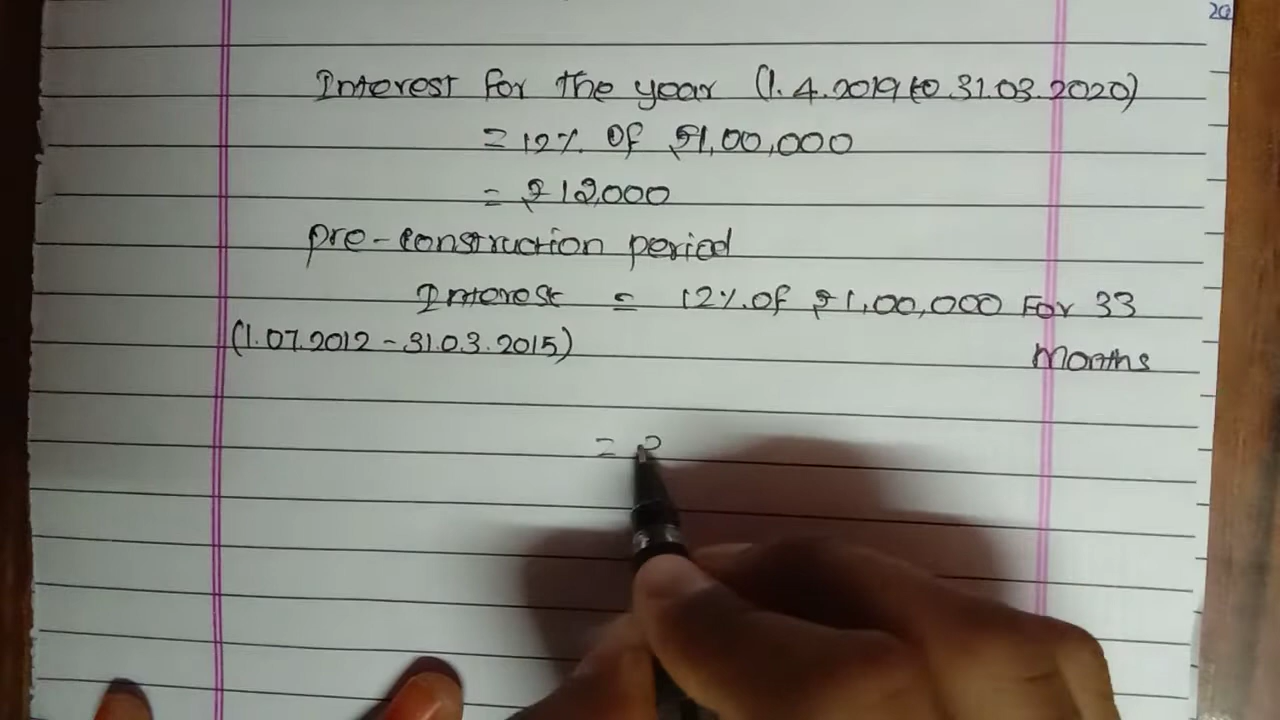 20
Interest for the year (1.4.2019 to 31.03.2020)
= 12% of ₹1,00,000
= ₹12,000
pre-construction period
Interest = 12% of ₹1,00,000 for 33
(1.07.2012 - 31.03.2015) Months
=